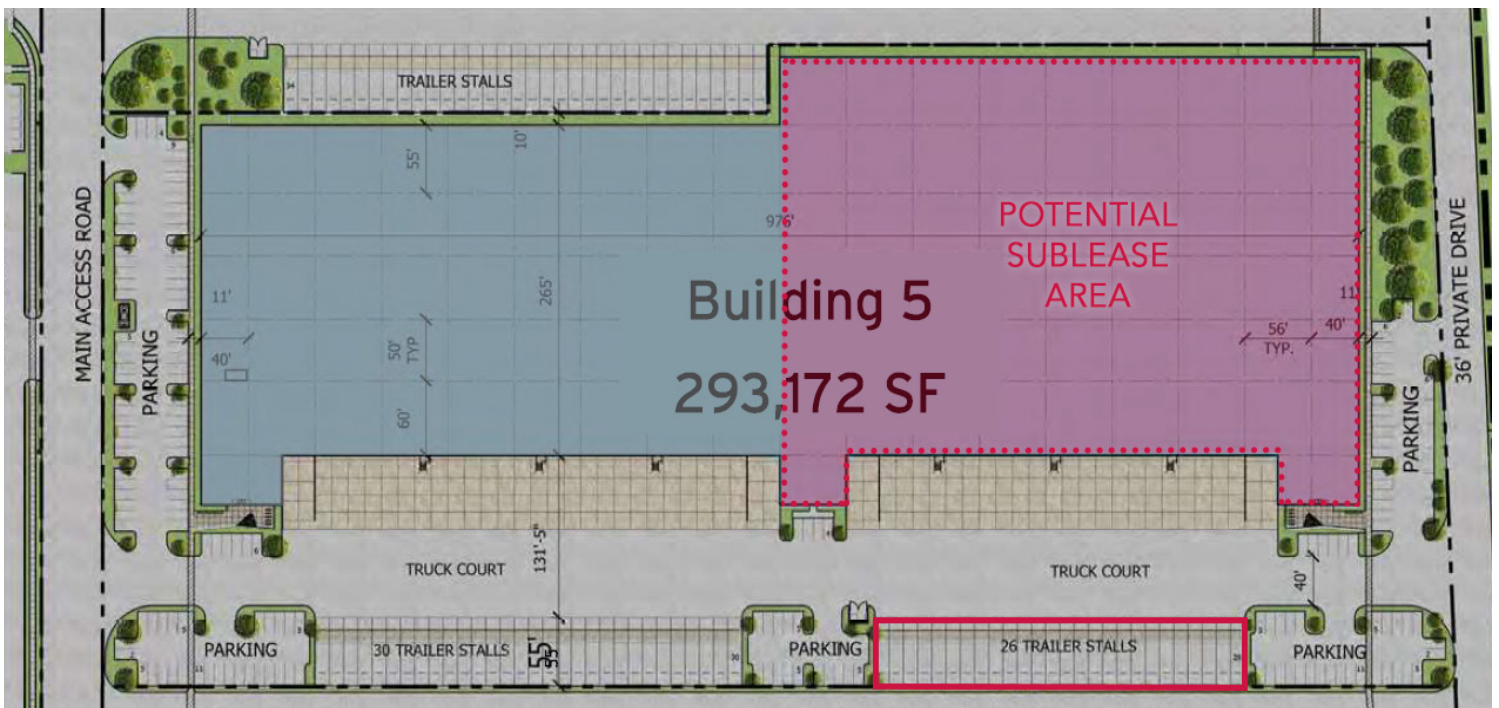 TRAILER STALLS
10'
55'
MAIN ACCESS ROAD
976'
POTENTIAL
SUBLEASE
AREA
36' PRIVATE DRIVE
Building 5
293,172 SF
11'
265'
11
40'
50'
TYP
56'
TYP.
40'
PARKING
60'
PARKING
TRUCK COURT
131'-5"
TRUCK COURT
40'
PARKING
30 TRAILER STALLS
55'
55'
PARKING
26 TRAILER STALLS
PARKING